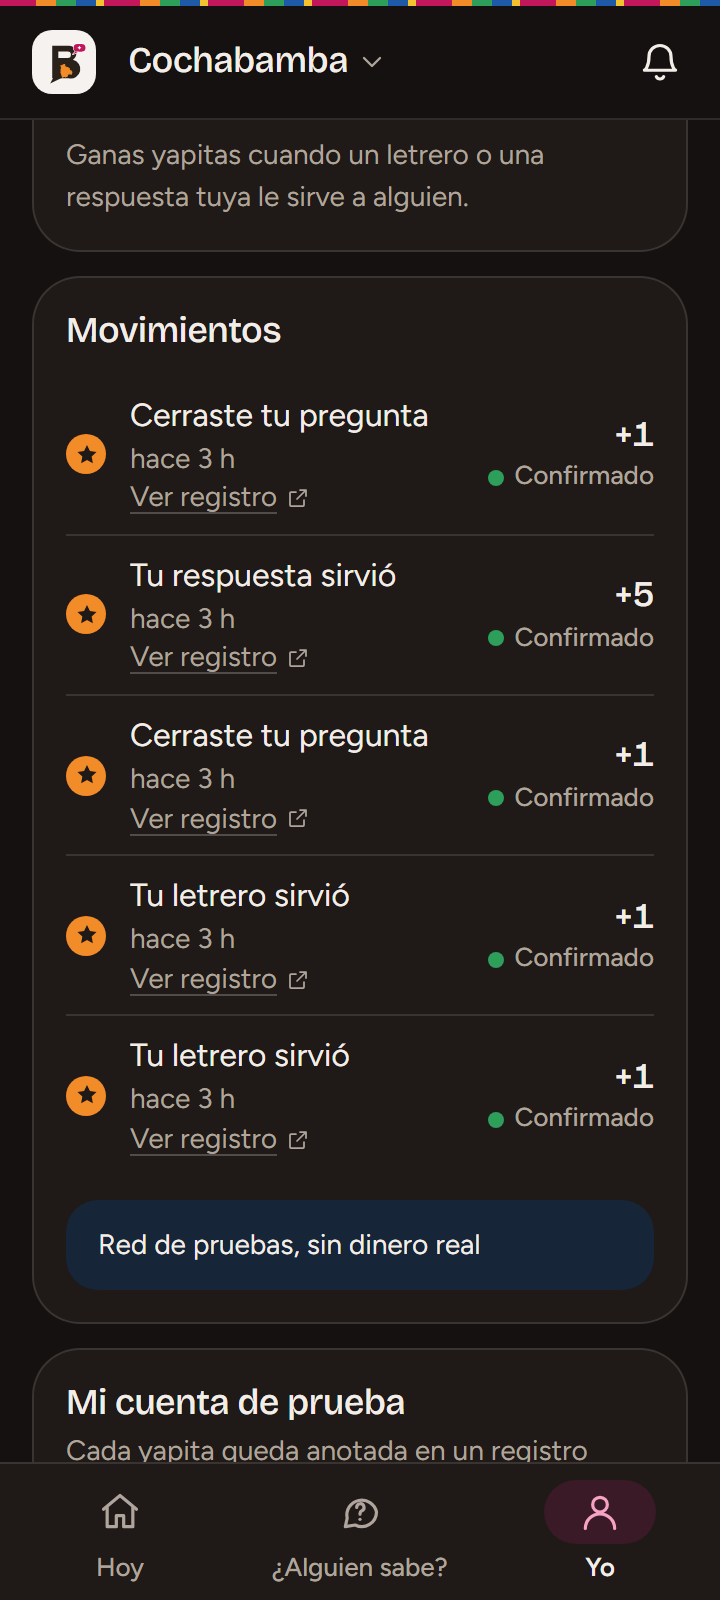 Cochabamba
Ganas yapitas cuando un letrero o una
respuesta tuya le sirve a alguien.
Movimientos
Cerraste tu pregunta
hace 3 h
Ver registro
+1
Confirmado
Tu respuesta sirvió
hace 3 h
Ver registro
+5
Confirmado
Cerraste tu pregunta
hace 3 h
Ver registro
+1
Confirmado
Tu letrero sirvió
hace 3 h
Ver registro
+1
Confirmado
Tu letrero sirvió
hace 3 h
Ver registro
+1
Confirmado
Red de pruebas, sin dinero real
Mi cuenta de prueba
Cada yapita queda anotada en un registro
Hoy
¿Alguien sabe?
Yo